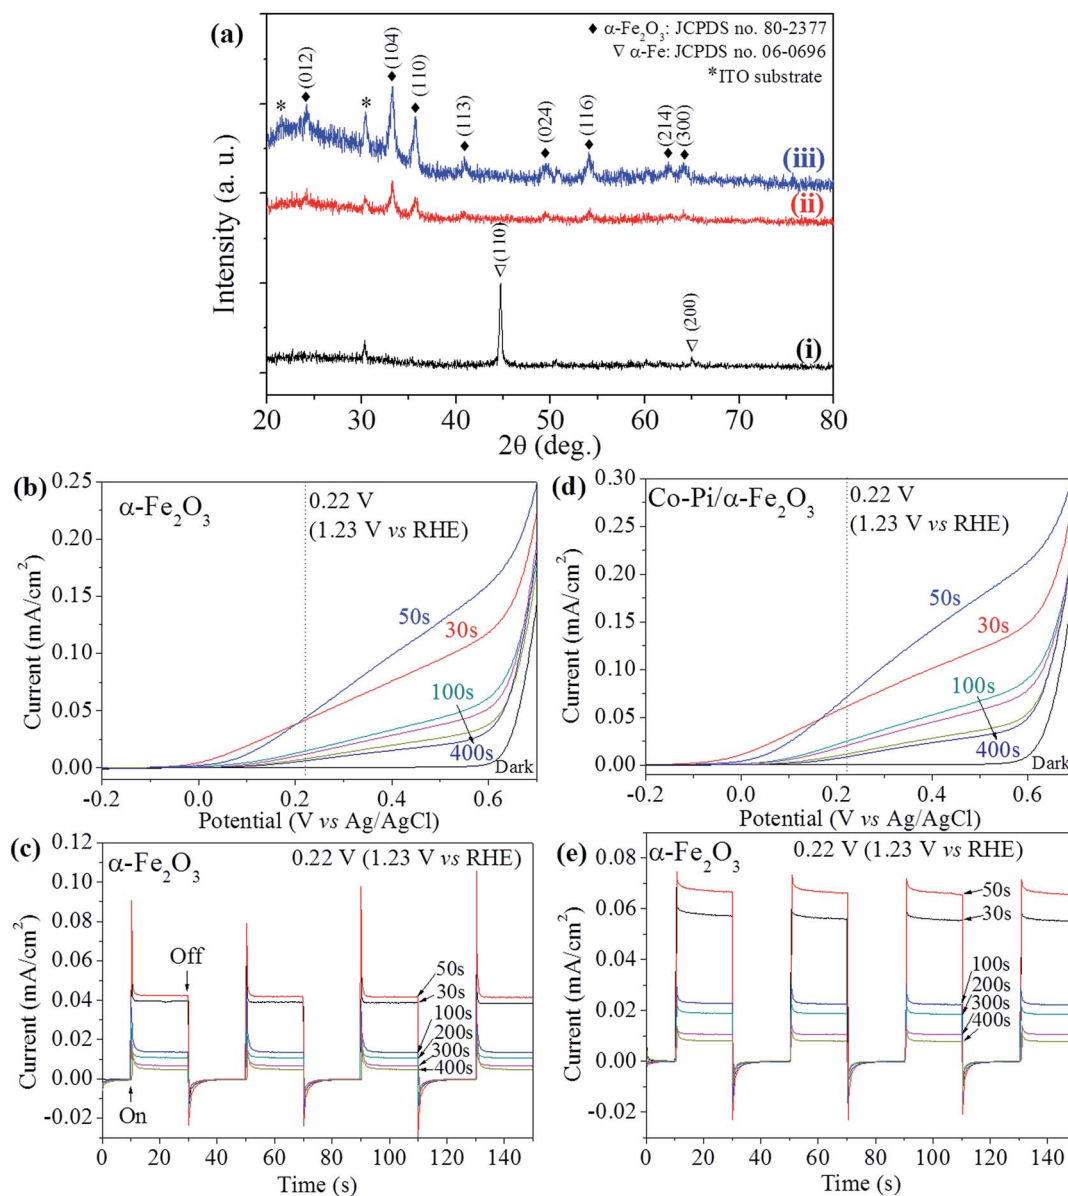 (a)
♦ α-Fe₂O₃: JCPDS no. 80-2377
▽ α-Fe: JCPDS no. 06-0696
*ITO substrate
* ♦ (012)
* ♦ (104)
♦ (110)
♦ (113)
♦ (024)
♦ (116)
♦ (214)
♦ (300)
(iii)
(ii)
▽ (110)
▽ (200)
(i)
Intensity (a. u.)
20 30 40 50 60 70 80
2θ (deg.)
(b)
α-Fe₂O₃
0.22 V
(1.23 V vs RHE)
50s
30s
100s
400s
Dark
0.25
0.20
0.15
0.10
0.05
0.00
Current (mA/cm²)
-0.2 0.0 0.2 0.4 0.6
Potential (V vs Ag/AgCl)
(d)
Co-Pi/α-Fe₂O₃
0.22 V
(1.23 V vs RHE)
50s
30s
100s
400s
Dark
0.30
0.25
0.20
0.15
0.10
0.05
0.00
Current (mA/cm²)
-0.2 0.0 0.2 0.4 0.6
Potential (V vs Ag/AgCl)
(c)
α-Fe₂O₃
0.22 V (1.23 V vs RHE)
On
Off
50s
30s
100s
200s
300s
400s
0.12
0.10
0.08
0.06
0.04
0.02
0.00
-0.02
Current (mA/cm²)
0 20 40 60 80 100 120 140
Time (s)
(e)
α-Fe₂O₃
0.22 V (1.23 V vs RHE)
50s
30s
100s
200s
300s
400s
0.08
0.06
0.04
0.02
0.00
-0.02
Current (mA/cm²)
0 20 40 60 80 100 120 140
Time (s)